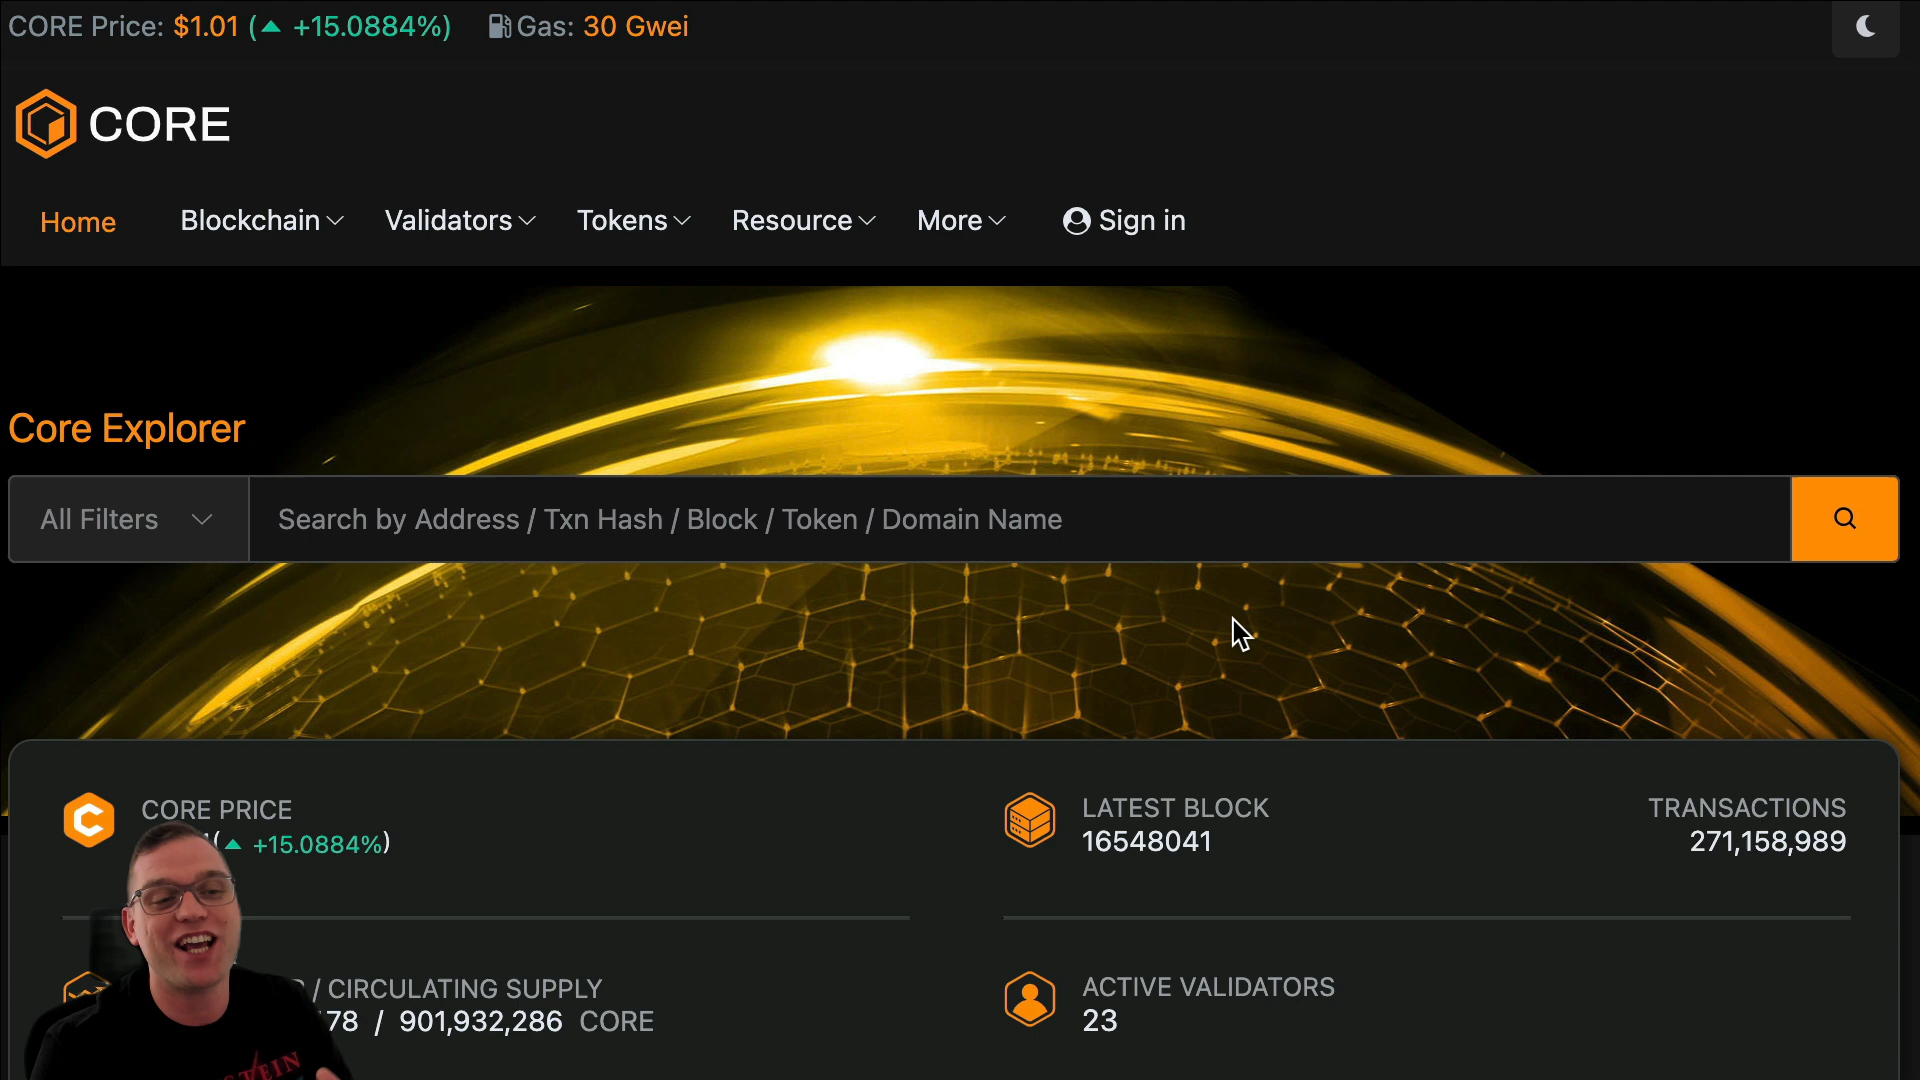 CORE Price: $1.01 (▲ +15.0884%) Gas: 30 Gwei
CORE
Home Blockchain Validators Tokens Resource More Sign in
Core Explorer
All Filters Search by Address / Txn Hash / Block / Token / Domain Name
CORE PRICE
(▲ +15.0884%)
LATEST BLOCK
16548041
TRANSACTIONS
271,158,989
/ CIRCULATING SUPPLY
78 / 901,932,286 CORE
ACTIVE VALIDATORS
23